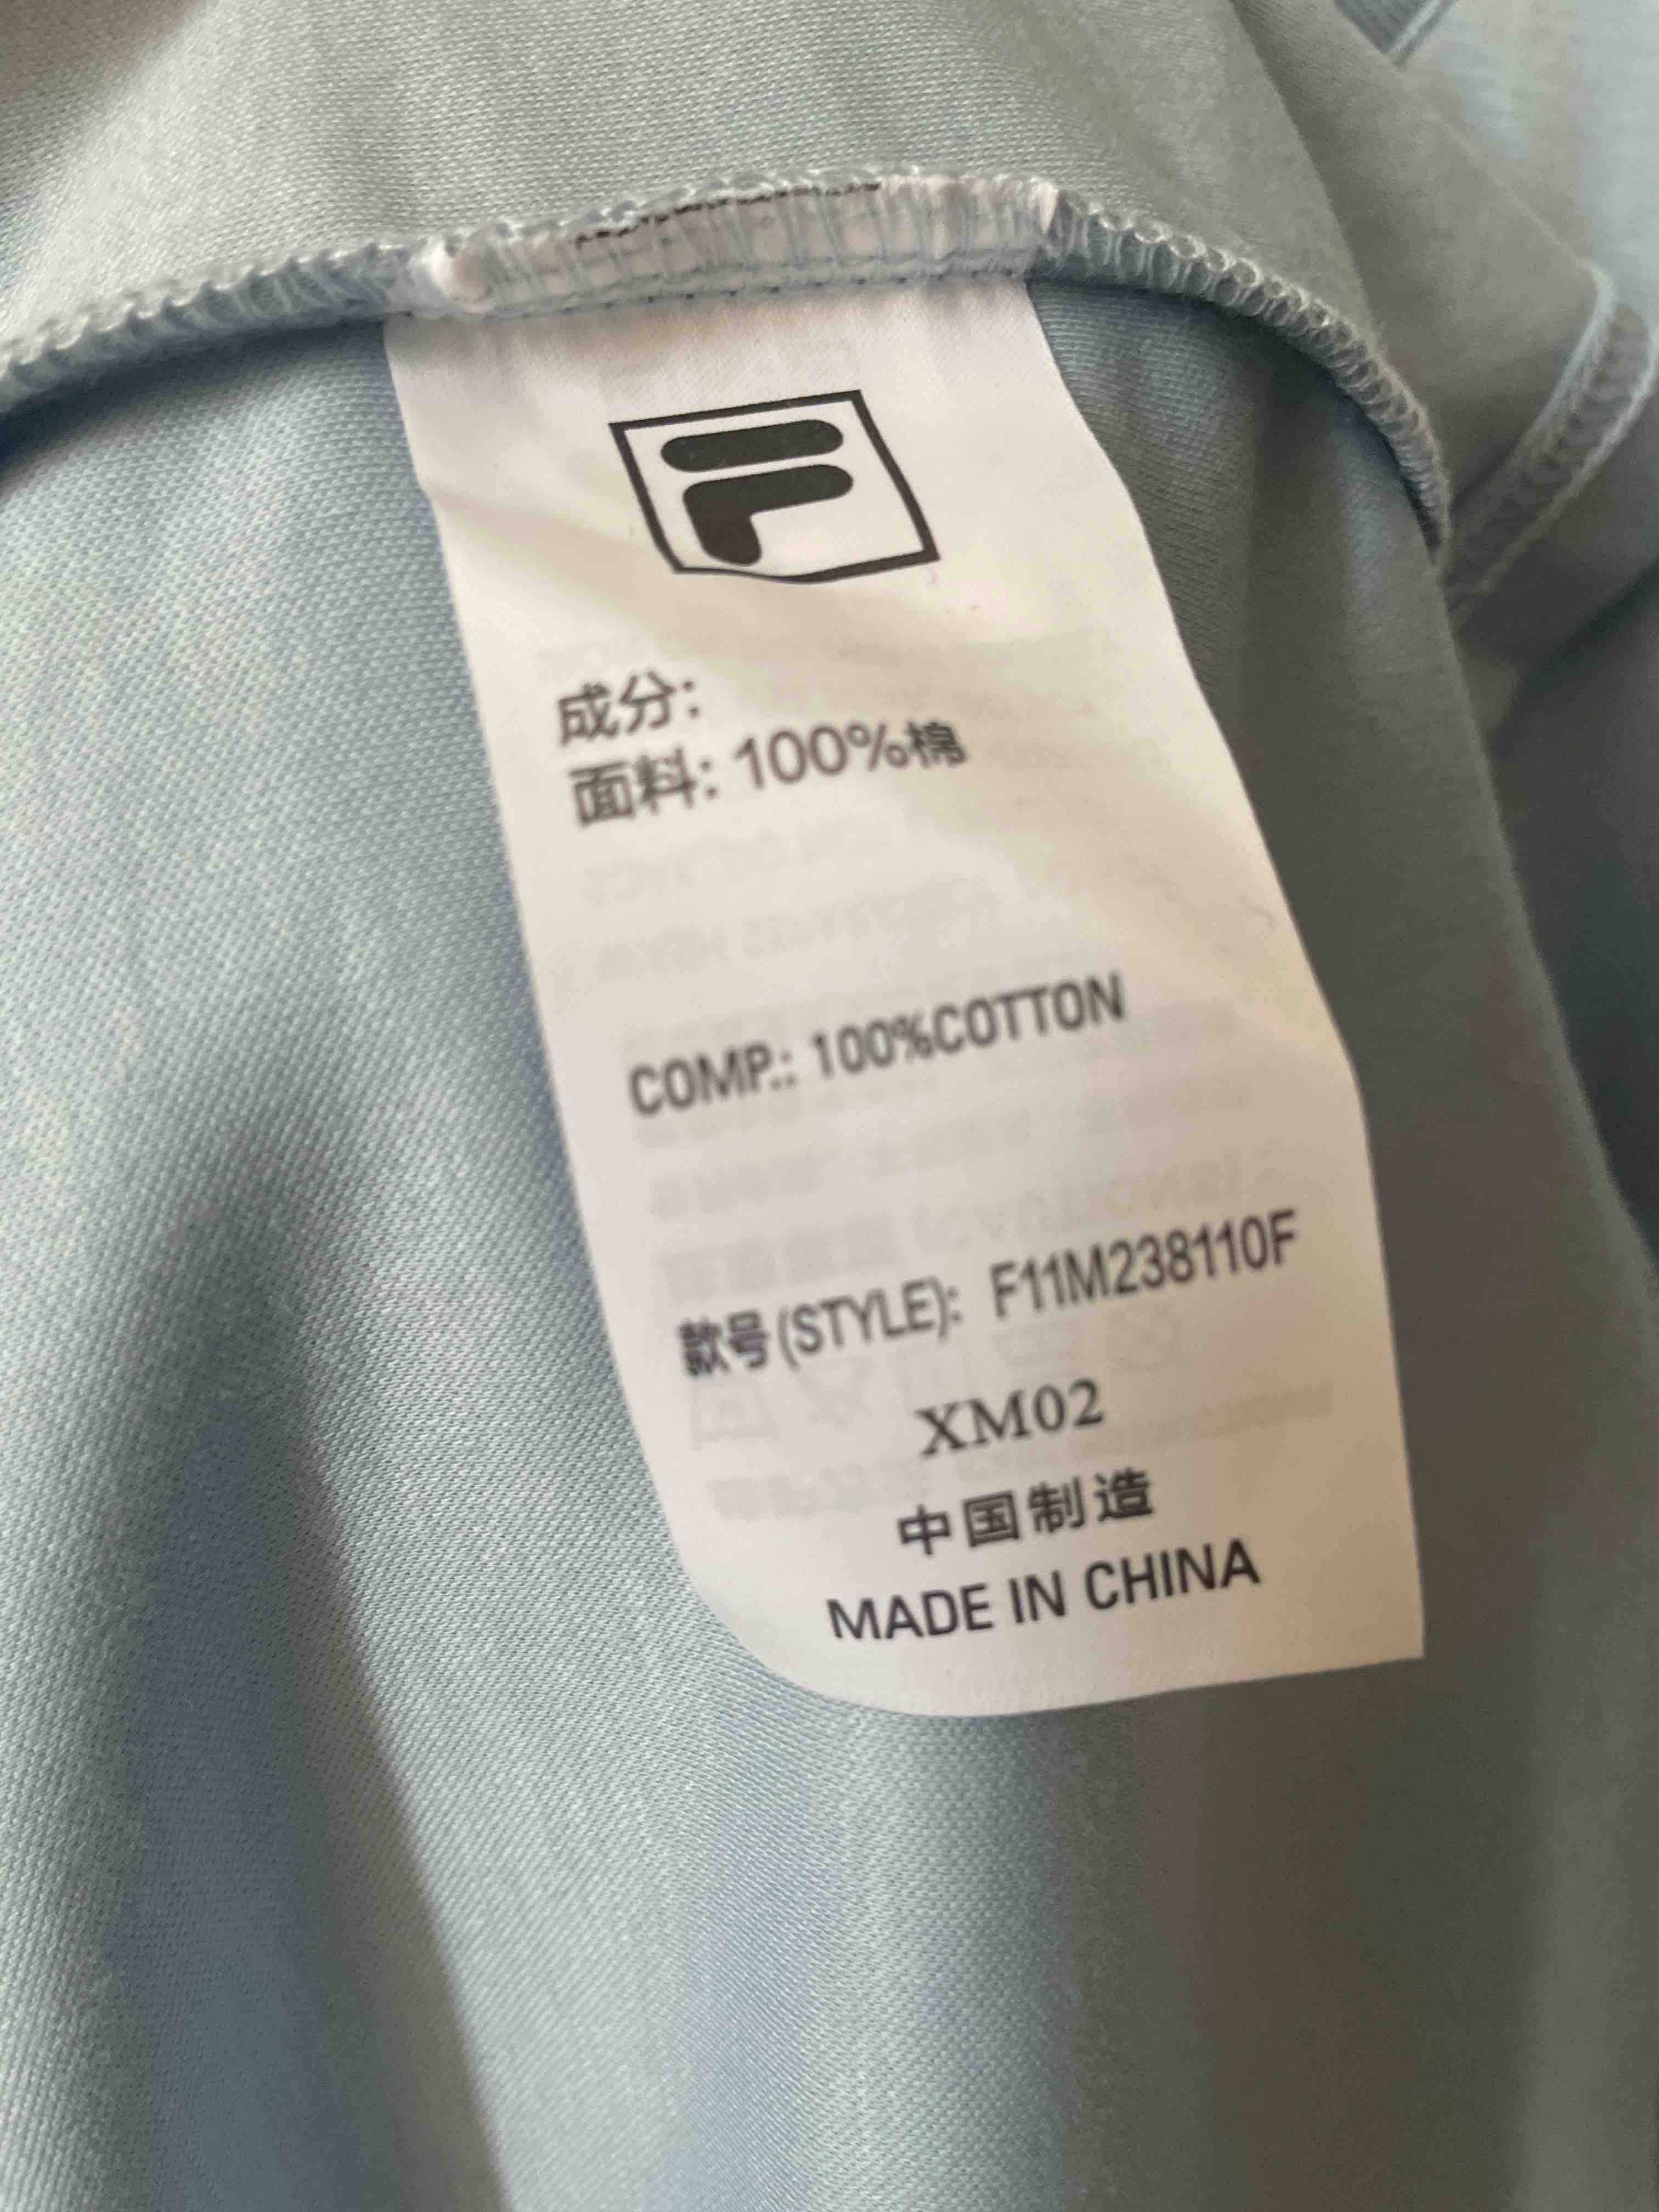 F
成分:
面料: 100%棉
COMP.: 100%COTTON
款号(STYLE): F11M238110F
XM02
中国制造
MADE IN CHINA